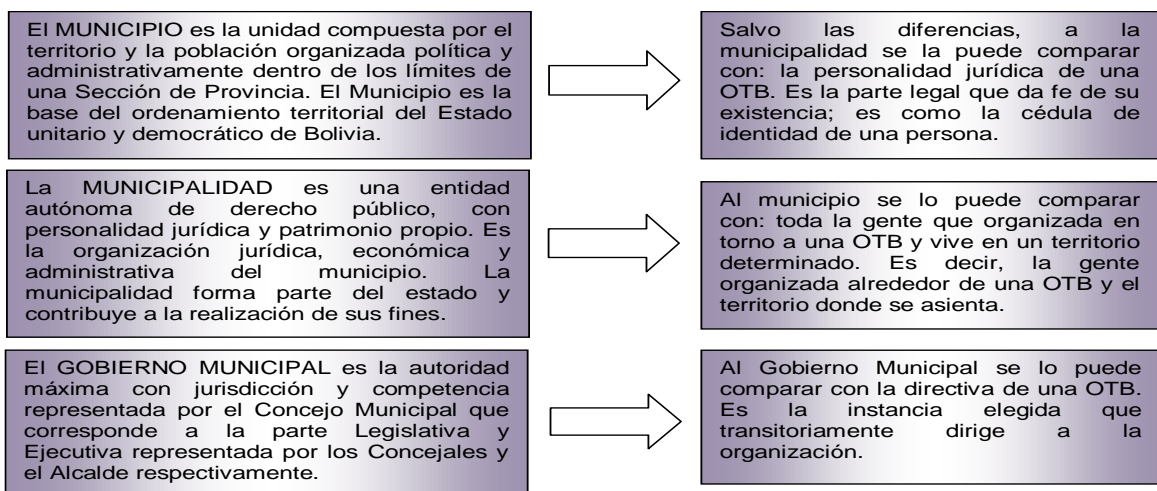 El MUNICIPIO es la unidad compuesta por el
territorio y la población organizada política y
administrativamente dentro de los límites de
una Sección de Provincia. El Municipio es la
base del ordenamiento territorial del Estado
unitario y democrático de Bolivia.
Salvo las diferencias, a la
municipalidad se la puede comparar
con: la personalidad jurídica de una
OTB. Es la parte legal que da fe de su
existencia; es como la cédula de
identidad de una persona.
La MUNICIPALIDAD es una entidad
autónoma de derecho público, con
personalidad jurídica y patrimonio propio. Es
la organización jurídica, económica y
administrativa del municipio. La
municipalidad forma parte del estado y
contribuye a la realización de sus fines.
Al municipio se lo puede comparar
con: toda la gente que organizada en
torno a una OTB y vive en un territorio
determinado. Es decir, la gente
organizada alrededor de una OTB y el
territorio donde se asienta.
El GOBIERNO MUNICIPAL es la autoridad
máxima con jurisdicción y competencia
representada por el Concejo Municipal que
corresponde a la parte Legislativa y
Ejecutiva representada por los Concejales y
el Alcalde respectivamente.
Al Gobierno Municipal se lo puede
comparar con la directiva de una OTB.
Es la instancia elegida que
transitoriamente dirige a la
organización.